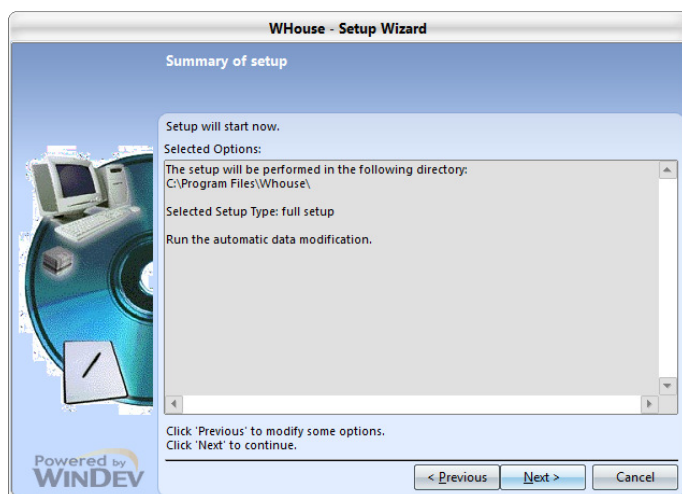 WHouse - Setup Wizard
Summary of setup
Setup will start now.
Selected Options:
The setup will be performed in the following directory:
C:\Program Files\Whouse\
Selected Setup Type: full setup
Run the automatic data modification.
Click 'Previous' to modify some options.
Click 'Next' to continue.
Powered by
WINDEV
< Previous
Next >
Cancel